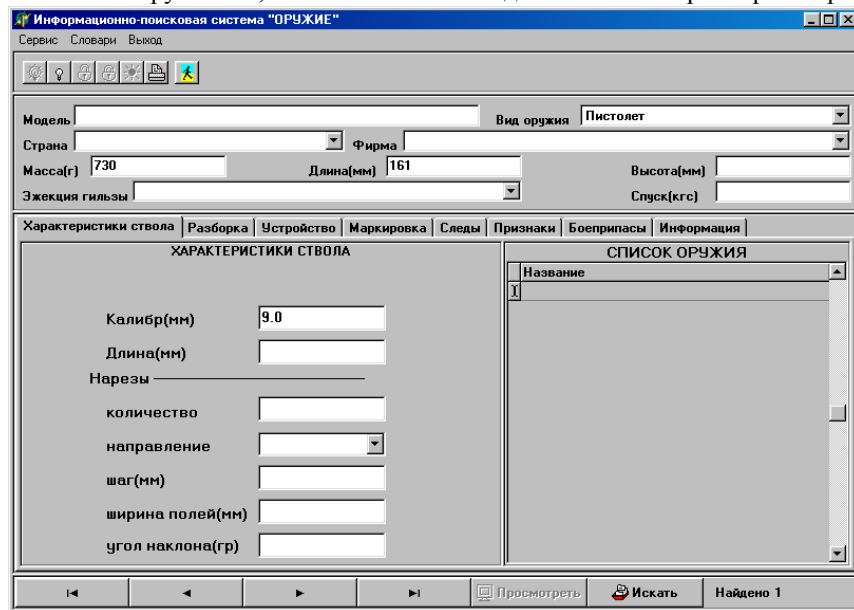 Информационно-поисковая система "ОРУЖИЕ"
Сервис Словари Выход
Модель Вид оружия Пистолет
Страна Фирма
Масса(г) 730 Длина(мм) 161 Высота(мм)
Эжекция гильзы Спуск(кгс)
Характеристики ствола Разборка Устройство Маркировка Следы Признаки Боеприпасы Информация
ХАРАКТЕРИСТИКИ СТВОЛА СПИСОК ОРУЖИЯ
Название
Калибр(мм) 9.0
Длина(мм)
Нарезы
количество
направление
шаг(мм)
ширина полей(мм)
угол наклона(гр)
Просмотреть Искать Найдено 1